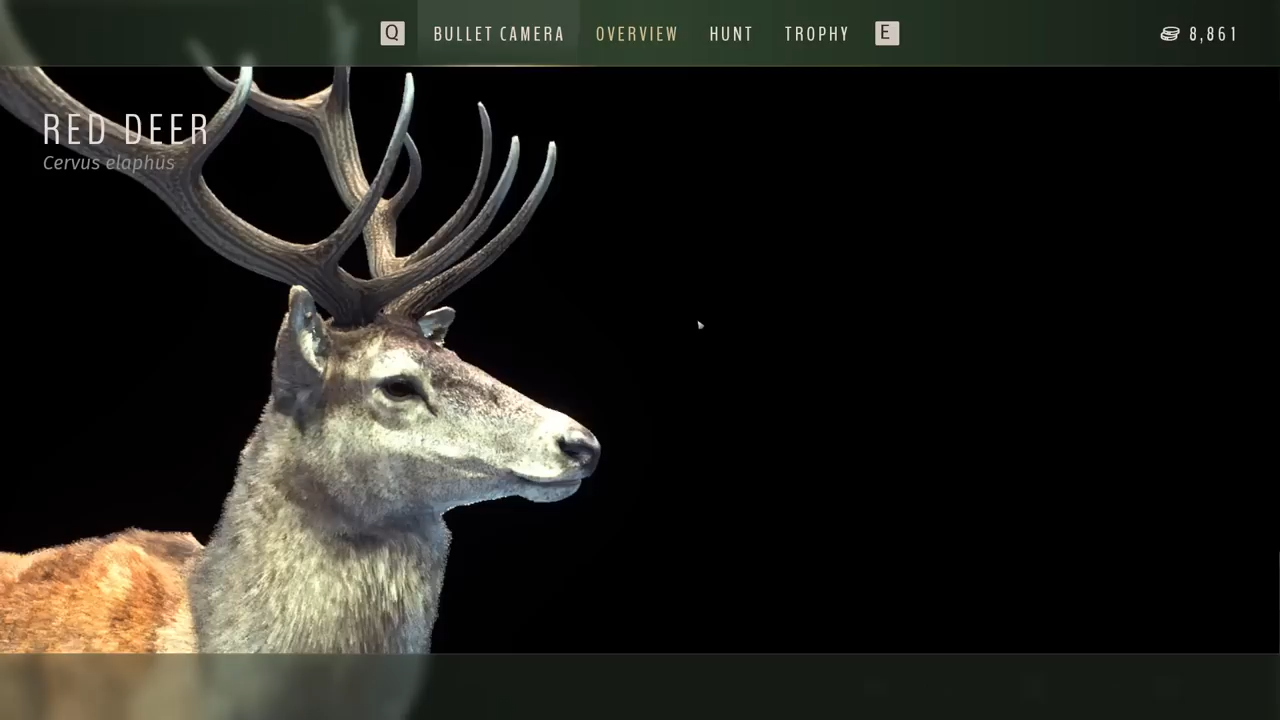 Q BULLET CAMERA OVERVIEW HUNT TROPHY E 8,861
RED DEER
Cervus elaphus